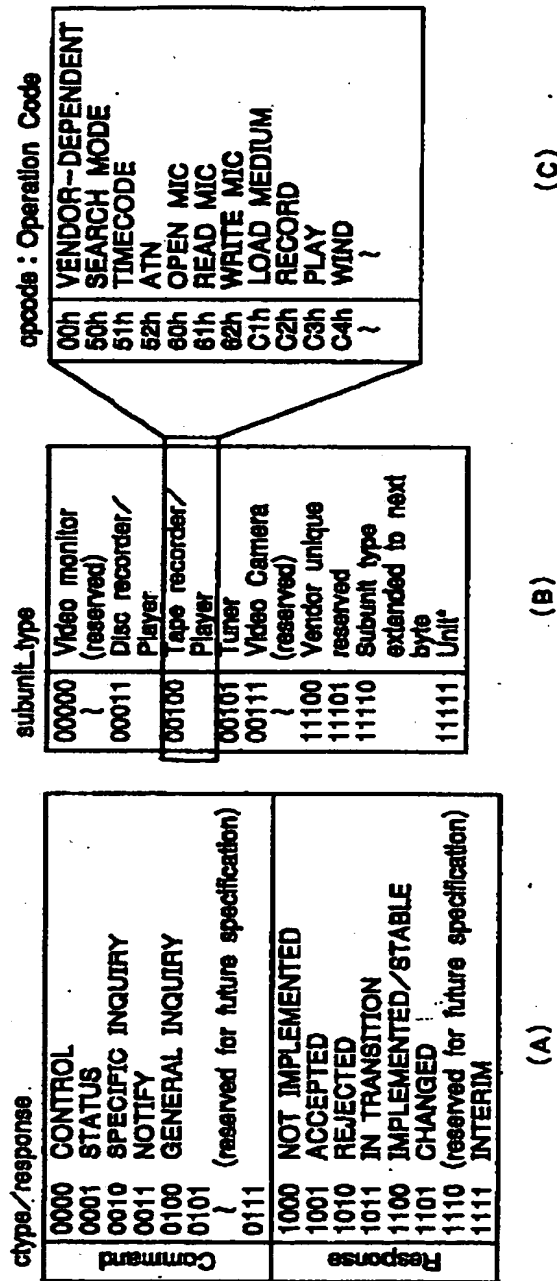 ctype/response
Command
0000 CONTROL
0001 STATUS
0010 SPECIFIC INQUIRY
0011 NOTIFY
0100 GENERAL INQUIRY
0101
~ (reserved for future specification)
0111
Response
1000 NOT IMPLEMENTED
1001 ACCEPTED
1010 REJECTED
1011 IN TRANSITION
1100 IMPLEMENTED/STABLE
1101 CHANGED
1110 (reserved for future specification)
1111 INTERIM
(A)
subunit_type
00000 Video monitor
~ (reserved)
00011 Disc recorder/
Player
00100 Tape recorder/
Player
00101 Tuner
00111 Video Camera
~ (reserved)
11100 Vendor unique
11101 reserved
11110 Subunit type
extended to next
byte
11111 Unit*
(B)
opcode : Operation Code
00h VENDOR-DEPENDENT
50h SEARCH MODE
51h TIMECODE
52h ATN
60h OPEN MIC
61h READ MIC
62h WRITE MIC
C1h LOAD MEDIUM
C2h RECORD
C3h PLAY
C4h WIND
~ ~
(C)